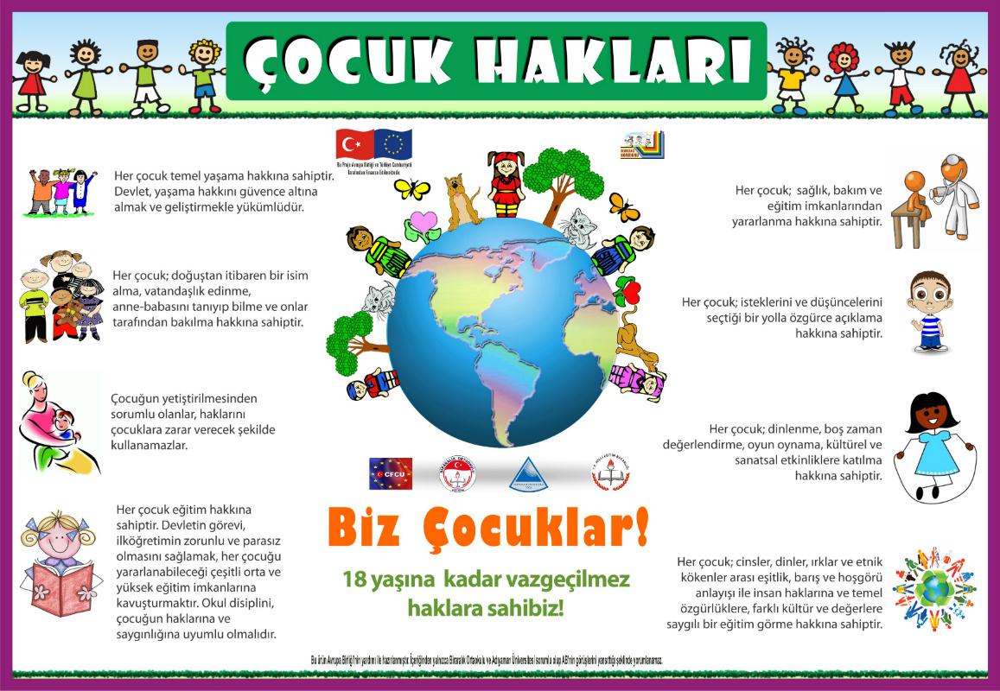 ÇOCUK HAKLARI
Bu Proje Avrupa Birliği ve Türkiye Cumhuriyeti
Tarafından Finanse Edilmektedir.
Her çocuk temel yaşama hakkına sahiptir.
Devlet, yaşama hakkını güvence altına
almak ve geliştirmekle yükümlüdür.
Her çocuk; doğuştan itibaren bir isim
alma, vatandaşlık edinme,
anne-babasını tanıyıp bilme ve onlar
tarafından bakılma hakkına sahiptir.
Çocuğun yetiştirilmesinden
sorumlu olanlar, haklarını
çocuklara zarar verecek şekilde
kullanamazlar.
Her çocuk eğitim hakkına
sahiptir. Devletin görevi,
ilköğretimin zorunlu ve parasız
olmasını sağlamak, her çocuğu
yararlanabileceği çeşitli orta ve
yüksek eğitim imkanlarına
kavuşturmaktır. Okul disiplini,
çocuğun haklarına ve
saygınlığına uyumlu olmalıdır.
Her çocuk; sağlık, bakım ve
eğitim imkanlarından
yararlanma hakkına sahiptir.
Her çocuk; isteklerini ve düşüncelerini
seçtiği bir yolla özgürce açıklama
hakkına sahiptir.
Her çocuk; dinlenme, boş zaman
değerlendirme, oyun oynama, kültürel ve
sanatsal etkinliklere katılma
hakkına sahiptir.
Her çocuk; cinsler, dinler, ırklar ve etnik
kökenler arası eşitlik, barış ve hoşgörü
anlayışı ile insan haklarına ve temel
özgürlüklere, farklı kültür ve değerlere
saygılı bir eğitim görme hakkına sahiptir.
CFCU
Biz Çocuklar!
18 yaşına kadar vazgeçilmez
haklara sahibiz!
Bu ürün Avrupa Birliği'nin yardımı ile hazırlanmıştır. İçeriğinden yalnızca Biraralık Ortaokulu ve Adıyaman Üniversitesi sorumlu olup AB'nin görüşlerini yansıttığı şeklinde yorumlanamaz.